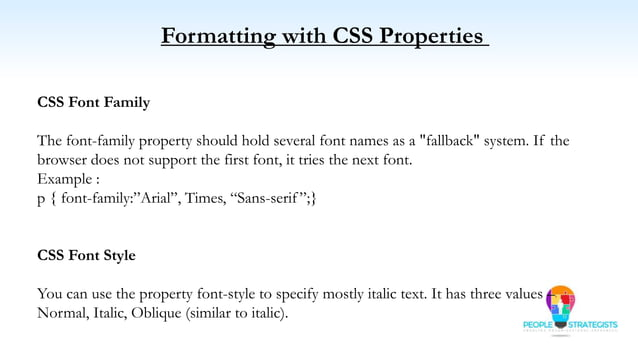 Formatting with CSS Properties
CSS Font Family
The font-family property should hold several font names as a "fallback" system. If the
browser does not support the first font, it tries the next font.
Example :
p { font-family:”Arial”, Times, “Sans-serif”;}
CSS Font Style
You can use the property font-style to specify mostly italic text. It has three values –
Normal, Italic, Oblique (similar to italic).
PEOPLE STRATEGISTS